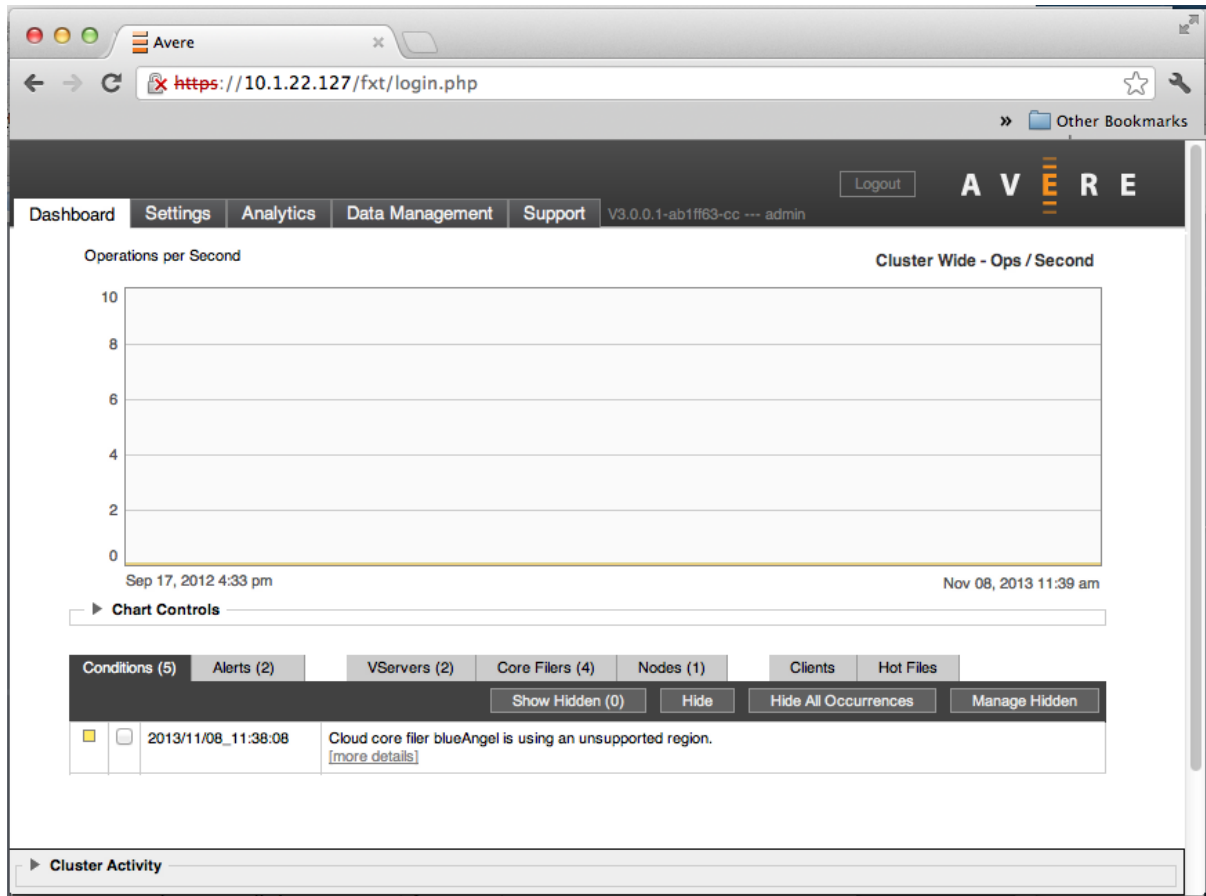 Avere
https://10.1.22.127/fxt/login.php
» Other Bookmarks
Logout
AVERE
Dashboard Settings Analytics Data Management Support V3.0.0.1-ab1ff63-cc --- admin
Operations per Second
Cluster Wide - Ops / Second
10
8
6
4
2
0
Sep 17, 2012 4:33 pm
Nov 08, 2013 11:39 am
Chart Controls
Conditions (5) Alerts (2) VServers (2) Core Filers (4) Nodes (1) Clients Hot Files
Show Hidden (0) Hide Hide All Occurrences Manage Hidden
2013/11/08_11:38:08 Cloud core filer blueAngel is using an unsupported region.
[more details]
Cluster Activity